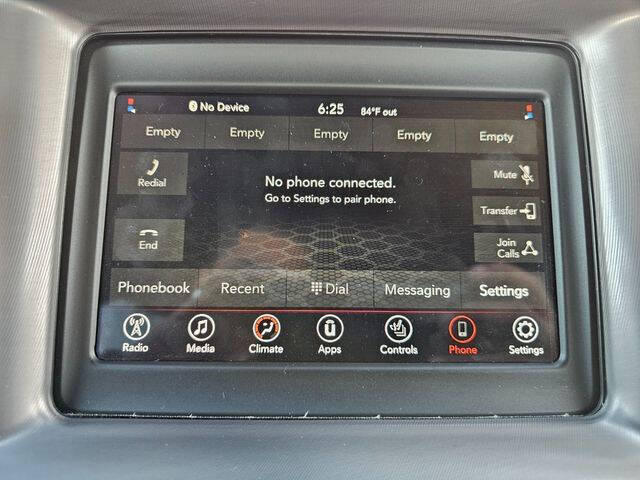 No Device 6:25 84°F out
Empty Empty Empty Empty Empty
Redial
No phone connected.
Go to Settings to pair phone.
Mute
Transfer
End
Join
Calls
Phonebook Recent Dial Messaging Settings
Radio Media Climate Apps Controls Phone Settings